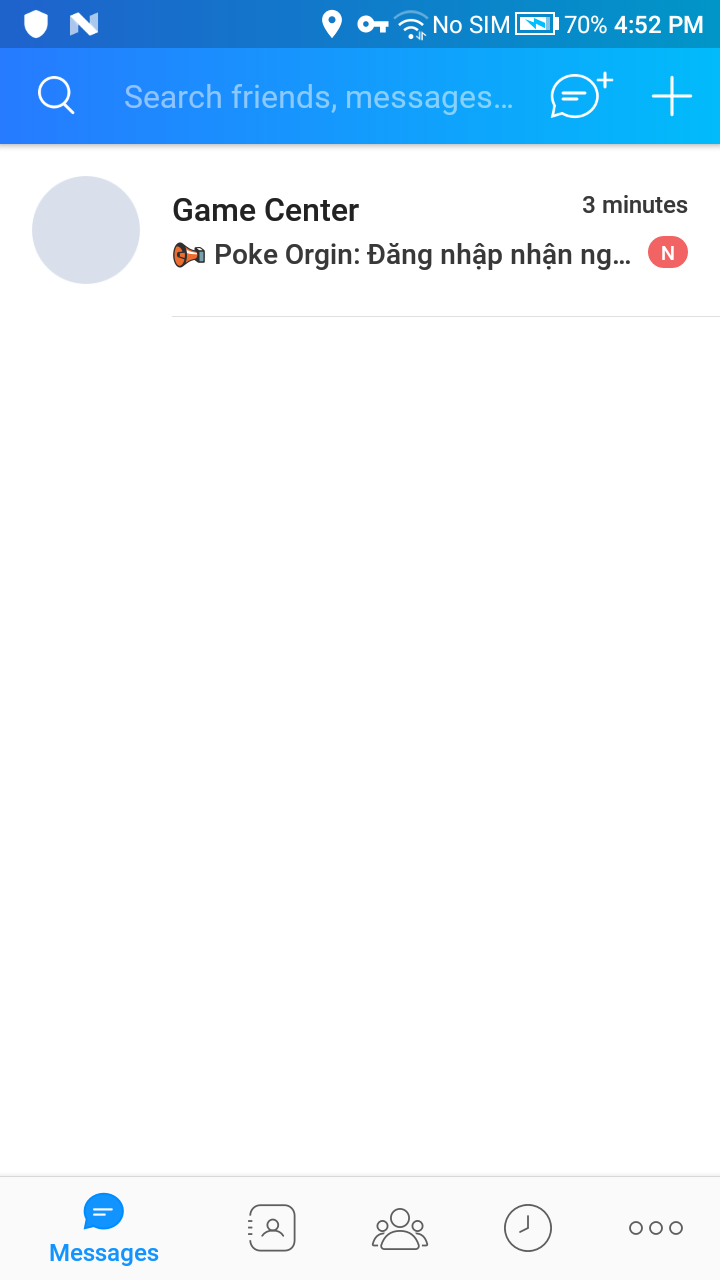 No SIM 70% 4:52 PM
Search friends, messages...
Game Center 3 minutes
Poke Orgin: Đăng nhập nhận ng... N
Messages